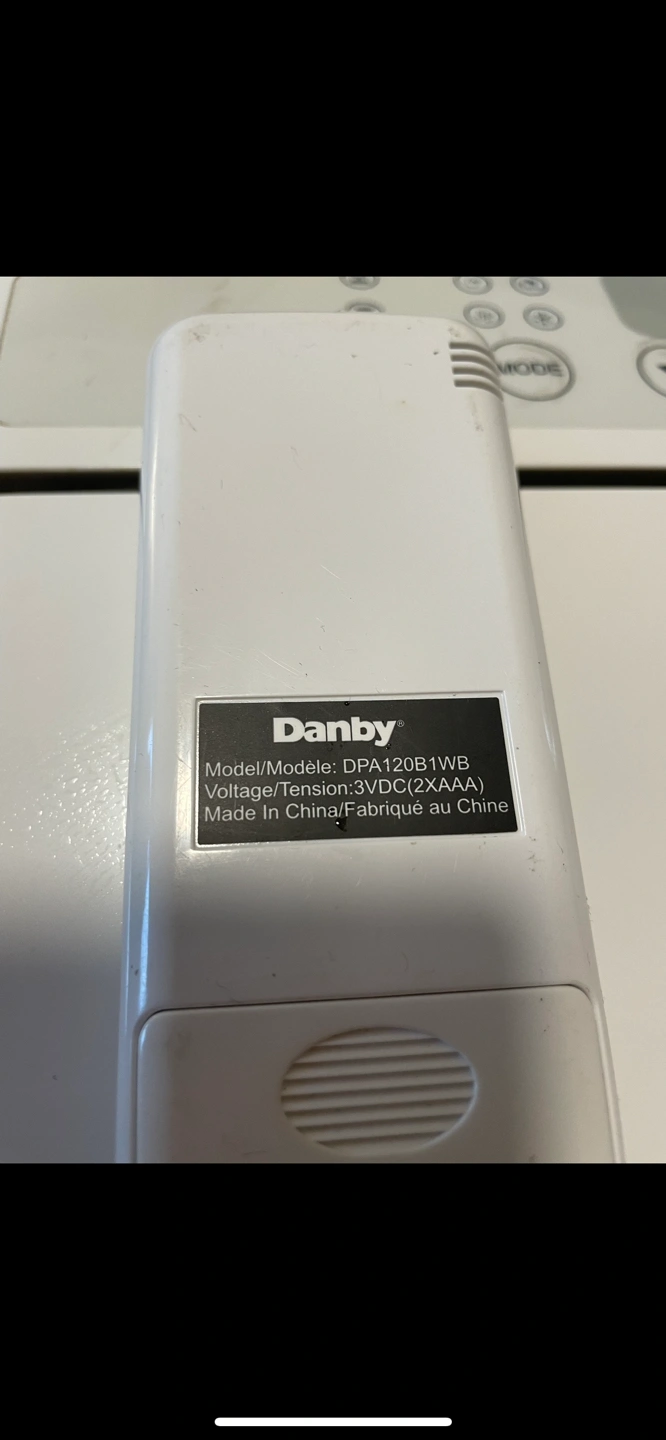 MODE
Danby®
Model/Modèle: DPA120B1WB
Voltage/Tension:3VDC(2XAAA)
Made In China/Fabriqué au Chine